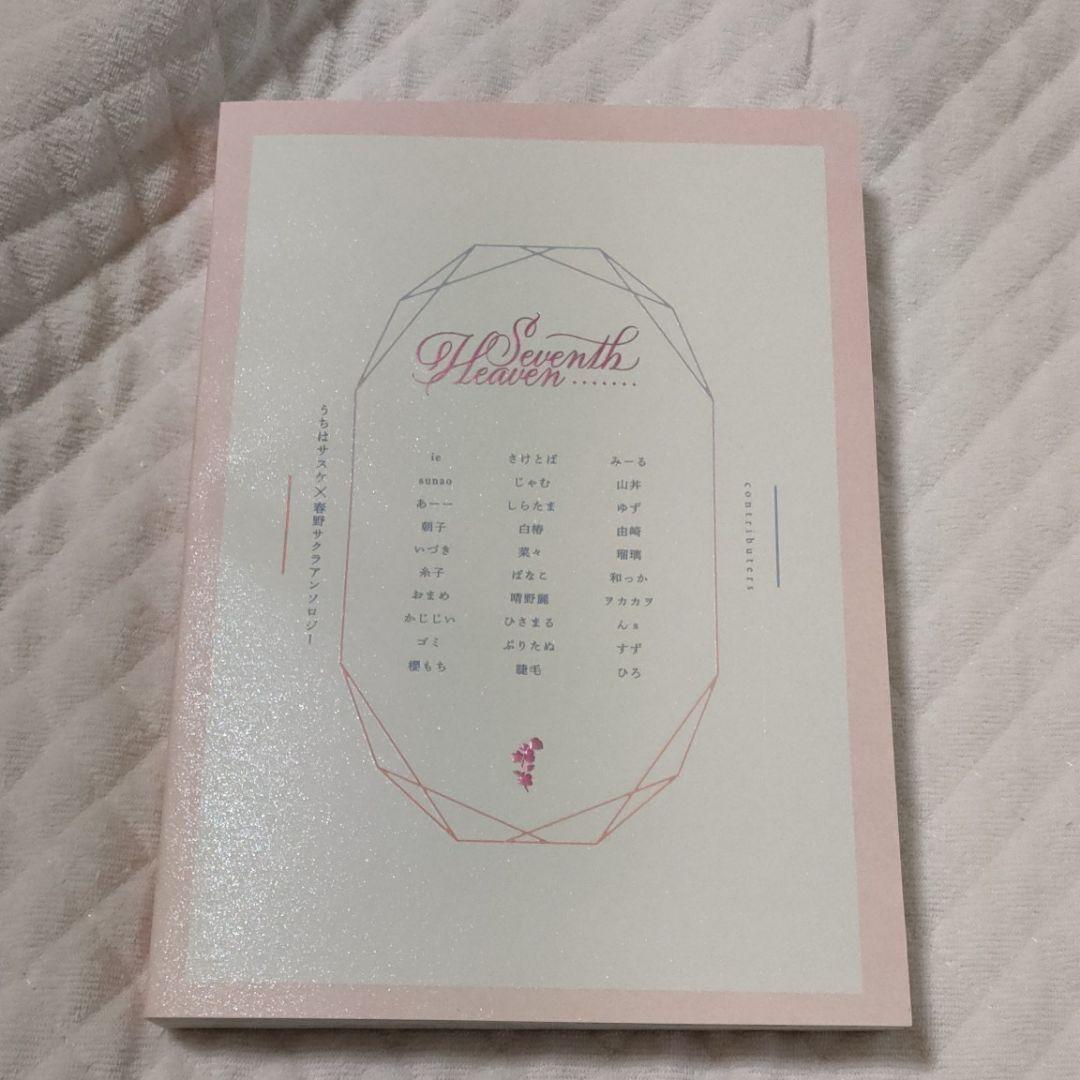 Seventh
Heaven.......
うちはサスケ×春野サクラアンソロジー
ie
sunao
あーー
朝子
いづき
糸子
おまめ
かじじい
ゴミ
櫻もち
さけとば
じゃむ
しらたま
白椿
菜々
ばなこ
晴野麗
ひさまる
ぷりたぬ
睫毛
みーる
山丼
ゆず
由崎
瑠璃
和っか
ヲカカヲ
んs
すず
ひろ
contributers